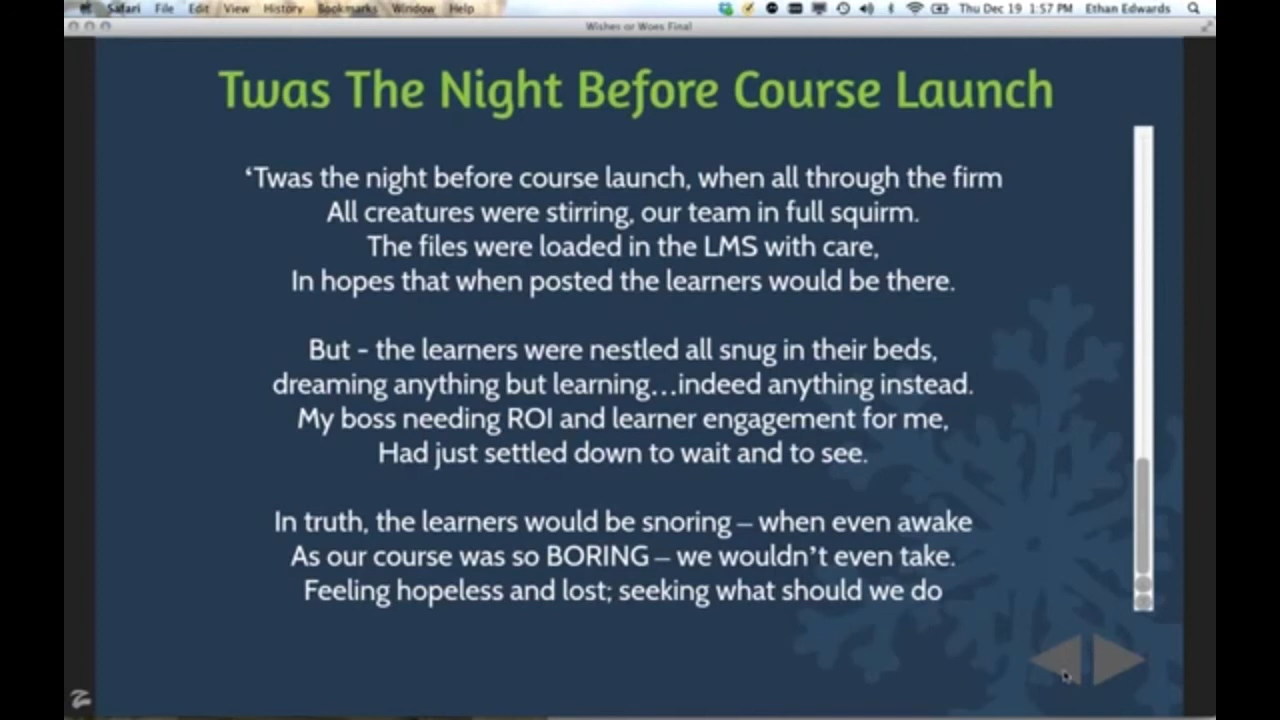 Safari File Edit View History Bookmarks Window Help Thu Dec 19 1:57 PM Ethan Edwards
Wishes or Woes Final
Twas The Night Before Course Launch
‘Twas the night before course launch, when all through the firm
All creatures were stirring, our team in full squirm.
The files were loaded in the LMS with care,
In hopes that when posted the learners would be there.
But - the learners were nestled all snug in their beds,
dreaming anything but learning...indeed anything instead.
My boss needing ROI and learner engagement for me,
Had just settled down to wait and to see.
In truth, the learners would be snoring – when even awake
As our course was so BORING – we wouldn’t even take.
Feeling hopeless and lost; seeking what should we do